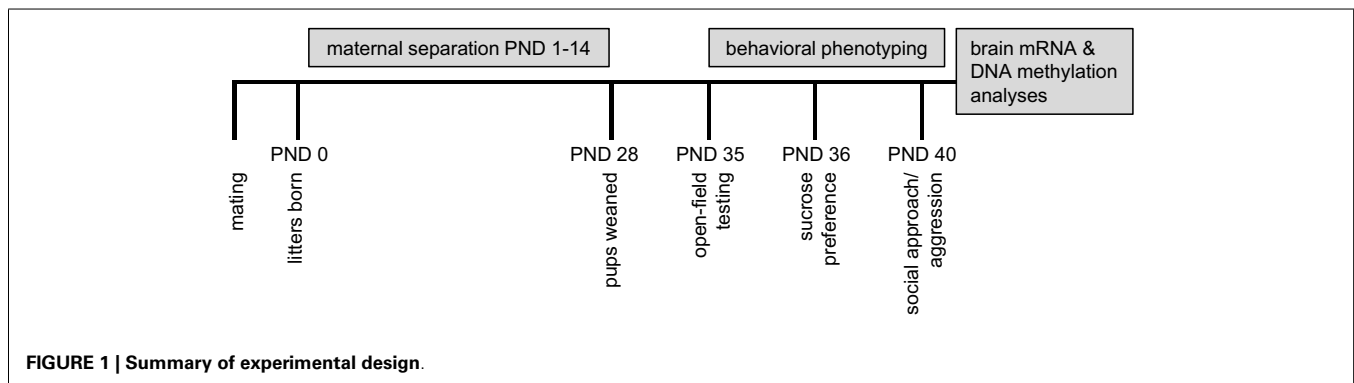 maternal separation PND 1-14
behavioral phenotyping
brain mRNA &
DNA methylation
analyses
PND 0
PND 28
PND 35
PND 36
PND 40
mating
litters born
pups weaned
open-field
testing
sucrose
preference
social approach/
aggression
FIGURE 1 | Summary of experimental design.